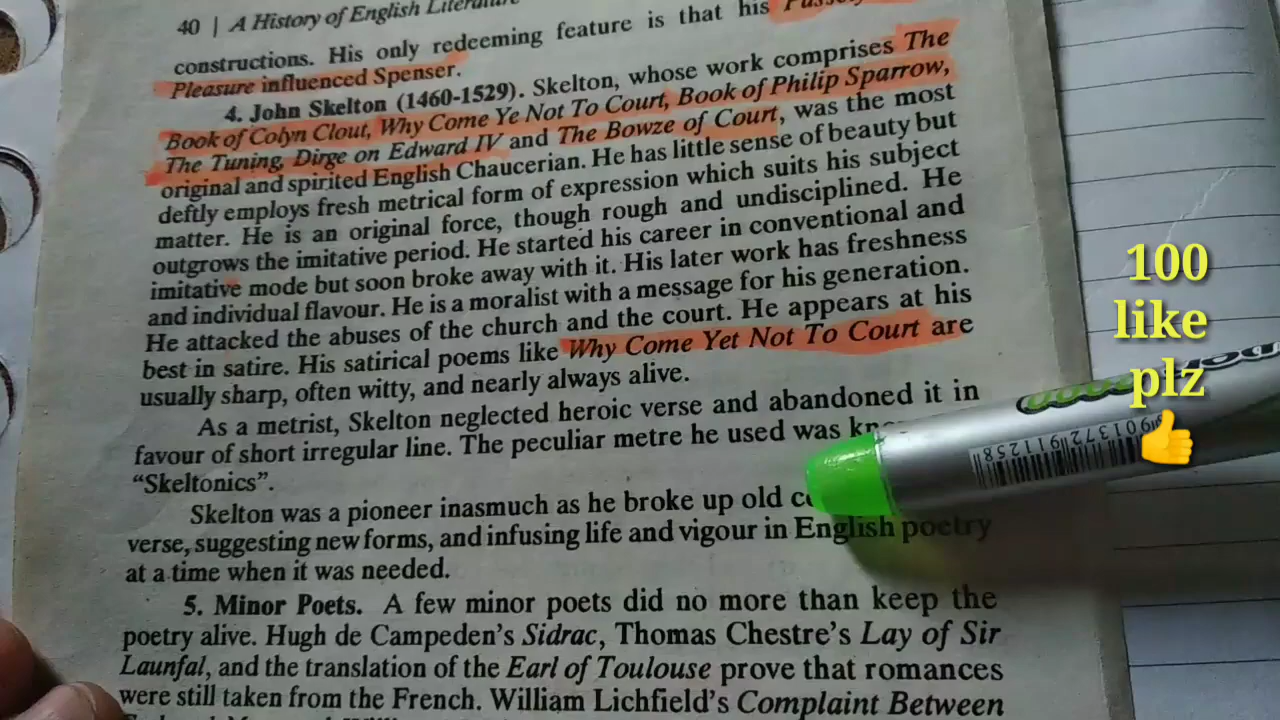 40 | A History of English Literature
constructions. His only redeeming feature is that his
Pleasure influenced Spenser.
4. John Skelton (1460-1529). Skelton, whose work comprises The
Book of Colyn Clout, Why Come Ye Not To Court, Book of Philip Sparrow,
The Tuning, Dirge on Edward IV and The Bowze of Court, was the most
original and spirited English Chaucerian. He has little sense of beauty but
deftly employs fresh metrical form of expression which suits his subject
matter. He is an original force, though rough and undisciplined. He
outgrows the imitative period. He started his career in conventional and
imitative mode but soon broke away with it. His later work has freshness
and individual flavour. He is a moralist with a message for his generation.
He attacked the abuses of the church and the court. He appears at his
best in satire. His satirical poems like Why Come Yet Not To Court are
usually sharp, often witty, and nearly always alive.
As a metrist, Skelton neglected heroic verse and abandoned it in
favour of short irregular line. The peculiar metre he used was
"Skeltonics".
Skelton was a pioneer inasmuch as he broke up old
verse, suggesting new forms, and infusing life and vigour in English poetry
at a time when it was needed.
5. Minor Poets. A few minor poets did no more than keep the
poetry alive. Hugh de Campeden's Sidrac, Thomas Chestre's Lay of Sir
Launfal, and the translation of the Earl of Toulouse prove that romances
were still taken from the French. William Lichfield's Complaint Between
100
like
plz